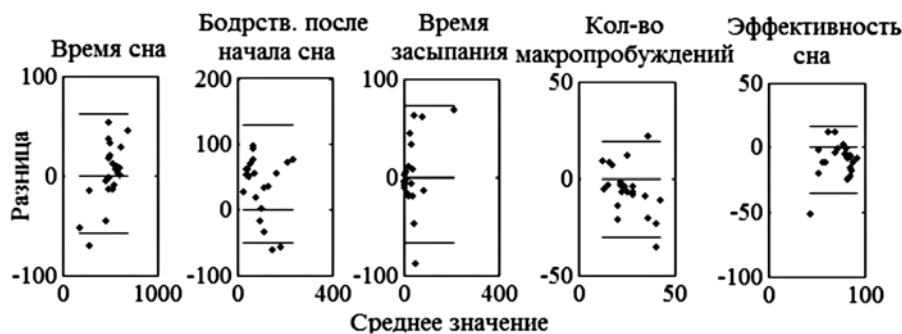 Время сна
Бодрств. после
начала сна
Время
засыпания
Кол-во
макропробуждений
Эффективность
сна
Разница
100
0
-100
0
1000
200
100
0
-100
0
400
100
0
-100
0
400
50
0
-50
0
50
50
0
-50
-100
0
100
Среднее значение